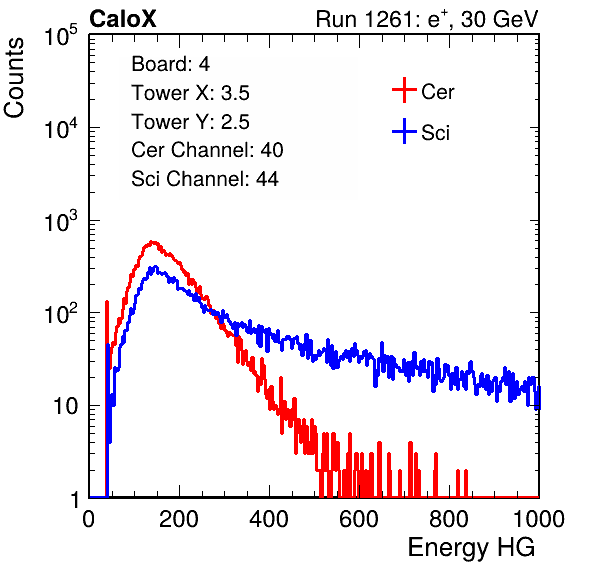 CaloX Run 1261: e⁺, 30 GeV
Counts
Board: 4
Tower X: 3.5
Tower Y: 2.5
Cer Channel: 40
Sci Channel: 44
Cer
Sci
10⁵
10⁴
10³
10²
10
1
0 200 400 600 800 1000
Energy HG